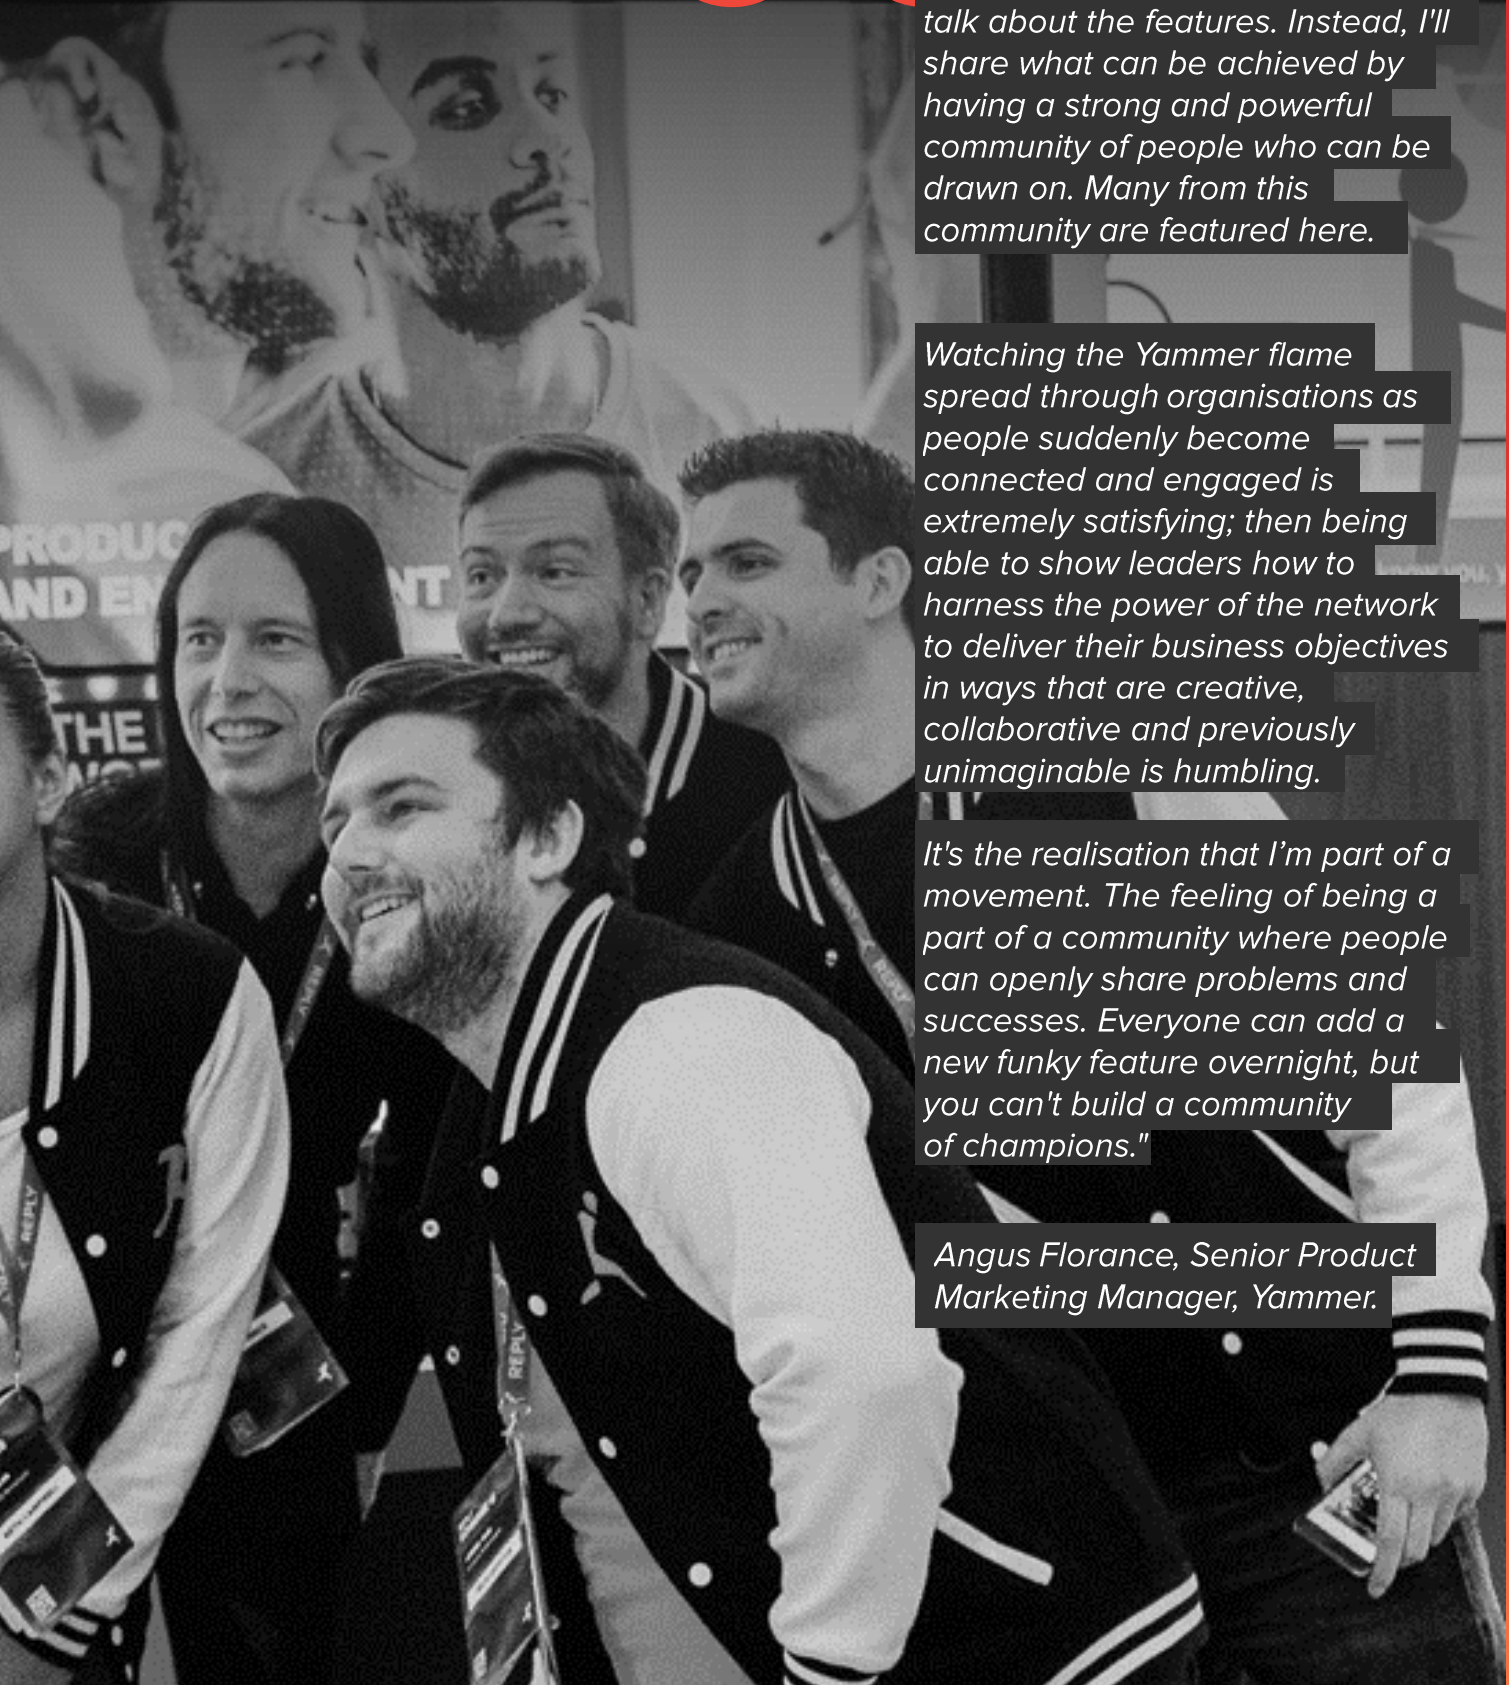 talk about the features. Instead, I'll
share what can be achieved by
having a strong and powerful
community of people who can be
drawn on. Many from this
community are featured here.
Watching the Yammer flame
spread through organisations as
people suddenly become
connected and engaged is
extremely satisfying; then being
able to show leaders how to
harness the power of the network
to deliver their business objectives
in ways that are creative,
collaborative and previously
unimaginable is humbling.
It's the realisation that I’m part of a
movement. The feeling of being a
part of a community where people
can openly share problems and
successes. Everyone can add a
new funky feature overnight, but
you can't build a community
of champions."
Angus Florance, Senior Product
Marketing Manager, Yammer.
AND
THE
REPLY
REPLY
REPLY